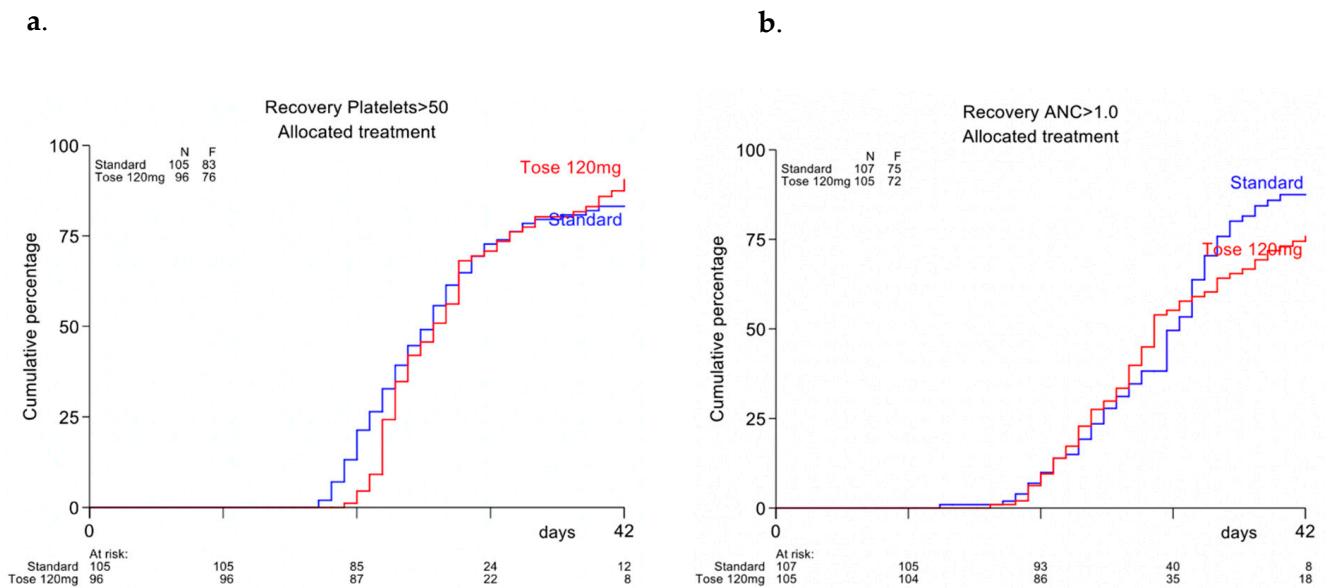 a.
Recovery Platelets>50
Allocated treatment
N F
Standard 105 83
Tose 120mg 96 76
100
75
50
25
0
Cumulative percentage
Tose 120mg
Standard
0 days 42
At risk:
Standard 105 105 85 24 12
Tose 120mg 96 96 87 22 8
b.
Recovery ANC>1.0
Allocated treatment
N F
Standard 107 75
Tose 120mg 105 72
100
75
50
25
0
Cumulative percentage
Standard
Tose 120mg
0 days 42
At risk:
Standard 107 105 93 40 8
Tose 120mg 105 104 86 35 18